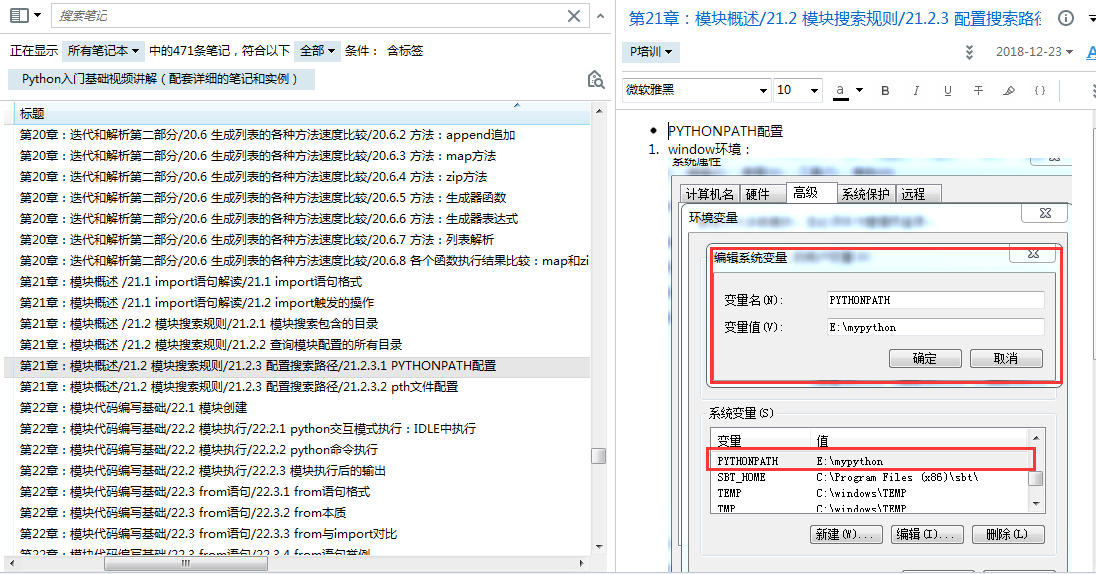 搜索笔记
正在显示 所有笔记本 中的471条笔记，符合以下 全部 条件： 含标签
Python入门基础视频讲解（配套详细的笔记和实例）
标题
第20章：迭代和解析第二部分/20.6 生成列表的各种方法速度比较/20.6.2 方法：append追加
第20章：迭代和解析第二部分/20.6 生成列表的各种方法速度比较/20.6.3 方法：map方法
第20章：迭代和解析第二部分/20.6 生成列表的各种方法速度比较/20.6.4 方法：zip方法
第20章：迭代和解析第二部分/20.6 生成列表的各种方法速度比较/20.6.5 方法：生成器函数
第20章：迭代和解析第二部分/20.6 生成列表的各种方法速度比较/20.6.6 方法：生成器表达式
第20章：迭代和解析第二部分/20.6 生成列表的各种方法速度比较/20.6.7 方法：列表解析
第20章：迭代和解析第二部分/20.6 生成列表的各种方法速度比较/20.6.8 各个函数执行结果比较：map和zi
第21章：模块概述 /21.1 import语句解读/21.1 import语句格式
第21章：模块概述 /21.1 import语句解读/21.2 import触发的操作
第21章：模块概述 /21.2 模块搜索规则/21.2.1 模块搜索包含的目录
第21章：模块概述 /21.2 模块搜索规则/21.2.2 查询模块配置的所有目录
第21章：模块概述/21.2 模块搜索规则/21.2.3 配置搜索路径/21.2.3.1 PYTHONPATH配置
第21章：模块概述/21.2 模块搜索规则/21.2.3 配置搜索路径/21.2.3.2 pth文件配置
第22章：模块代码编写基础/22.1 模块创建
第22章：模块代码编写基础/22.2 模块执行/22.2.1 python交互模式执行：IDLE中执行
第22章：模块代码编写基础/22.2 模块执行/22.2.2 python命令执行
第22章：模块代码编写基础/22.2 模块执行/22.2.3 模块执行后的输出
第22章：模块代码编写基础/22.3 from语句/22.3.1 from语句格式
第22章：模块代码编写基础/22.3 from语句/22.3.2 from本质
第22章：模块代码编写基础/22.3 from语句/22.3.3 from与import对比
第22章：模块代码编写基础/22.3 from语句/22.3.4 from语句举例
第21章：模块概述/21.2 模块搜索规则/21.2.3 配置搜索路径
P培训
2018-12-23
微软雅黑 10 a B I U T
• PYTHONPATH配置
1. window环境：
系统属性
计算机名 硬件 高级 系统保护 远程
环境变量
编辑系统变量
变量名(N): PYTHONPATH
变量值(V): E:\mypython
确定 取消
系统变量(S)
变量 值
PYTHONPATH E:\mypython
SBT_HOME C:\Program Files (x86)\sbt\
TEMP C:\windows\TEMP
TMP C:\windows\TEMP
新建(W)... 编辑(I)... 删除(L)